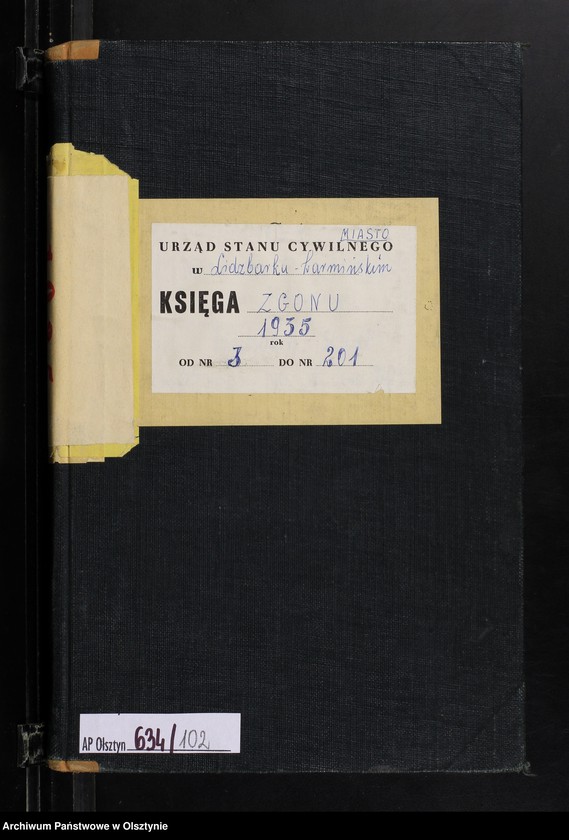 MIASTO
URZĄD STANU CYWILNEGO
w Lidzbarku-Warmińskim
KSIĘGA ZGONU
1935
rok
OD NR 3 DO NR 201
AP Olsztyn 634/102
Archiwum Państwowe w Olsztynie